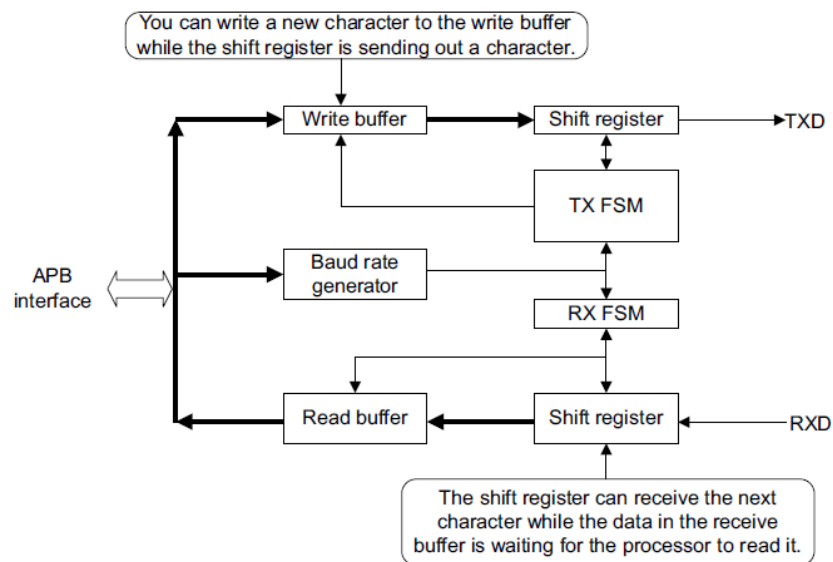 You can write a new character to the write buffer
while the shift register is sending out a character.
Write buffer
Shift register
TXD
TX FSM
APB
interface
Baud rate
generator
RX FSM
Read buffer
Shift register
RXD
The shift register can receive the next
character while the data in the receive
buffer is waiting for the processor to read it.